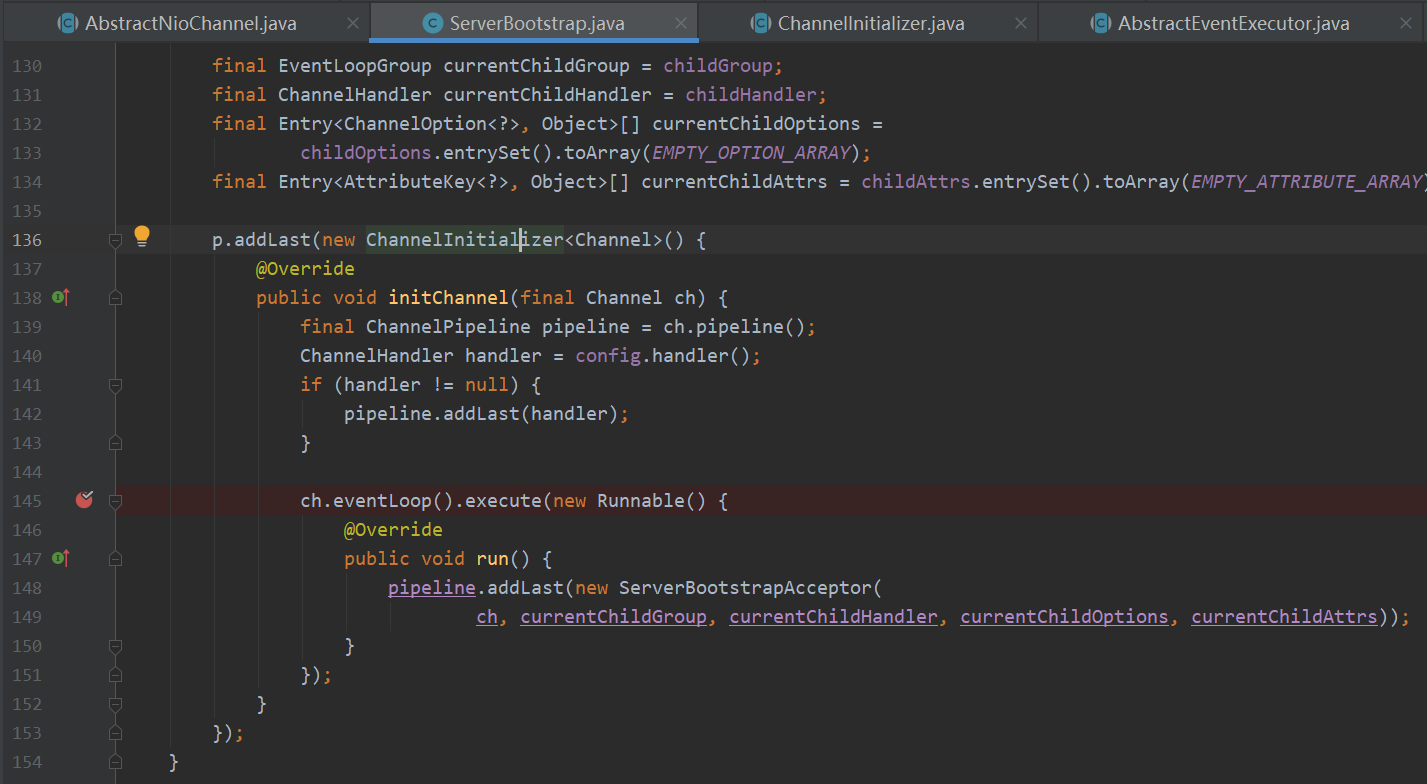 AbstractNioChannel.java ServerBootstrap.java ChannelInitializer.java AbstractEventExecutor.java
130 final EventLoopGroup currentChildGroup = childGroup;
131 final ChannelHandler currentChildHandler = childHandler;
132 final Entry<ChannelOption<?>, Object>[] currentChildOptions =
133 childOptions.entrySet().toArray(EMPTY_OPTION_ARRAY);
134 final Entry<AttributeKey<?>, Object>[] currentChildAttrs = childAttrs.entrySet().toArray(EMPTY_ATTRIBUTE_ARRAY)
135
136 p.addLast(new ChannelInitializer<Channel>() {
137 @Override
138 public void initChannel(final Channel ch) {
139 final ChannelPipeline pipeline = ch.pipeline();
140 ChannelHandler handler = config.handler();
141 if (handler != null) {
142 pipeline.addLast(handler);
143 }
144
145 ch.eventLoop().execute(new Runnable() {
146 @Override
147 public void run() {
148 pipeline.addLast(new ServerBootstrapAcceptor(
149 ch, currentChildGroup, currentChildHandler, currentChildOptions, currentChildAttrs));
150 }
151 });
152 }
153 });
154 }